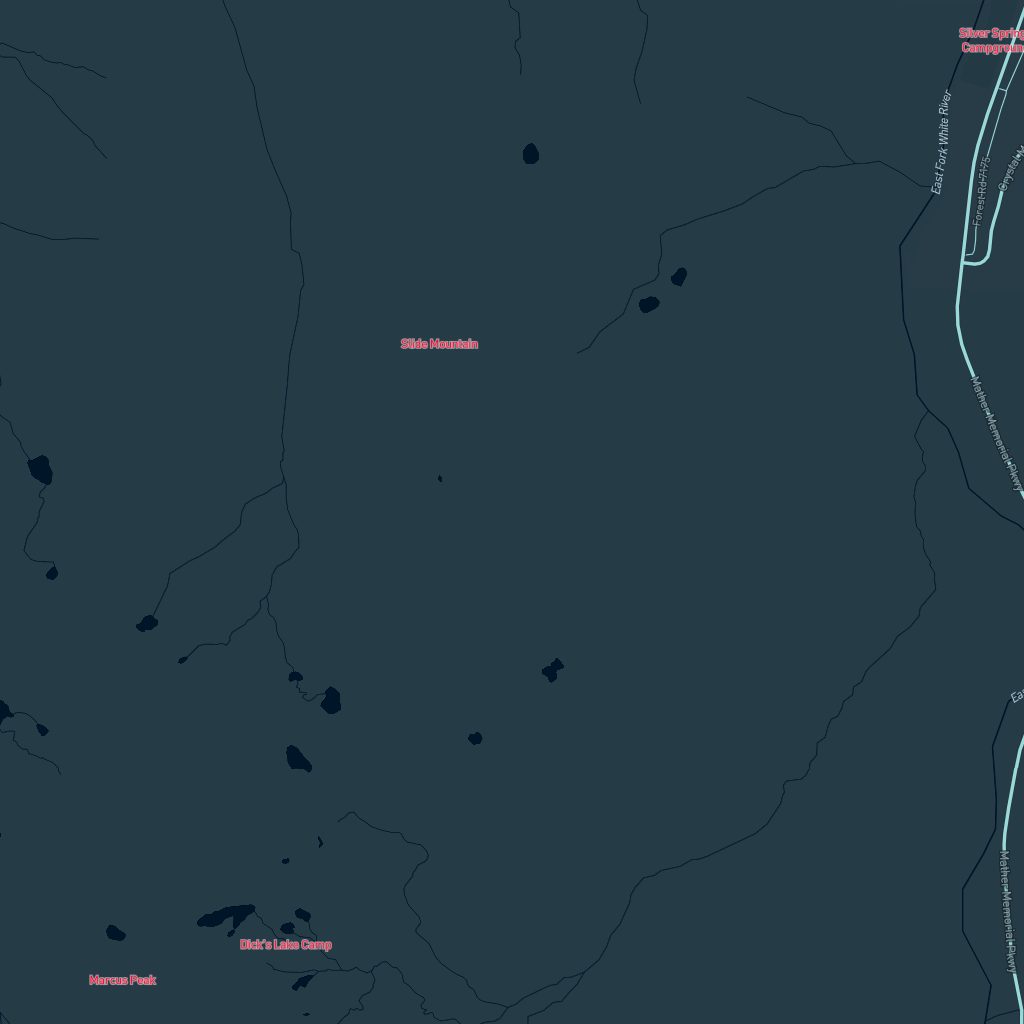 Silver Spring
Campground
East Fork White River
Forest Rd 7175
Slide Mountain
Mather Memorial Pkwy
Mather Memorial Pkwy
Dick's Lake Camp
Marcus Peak